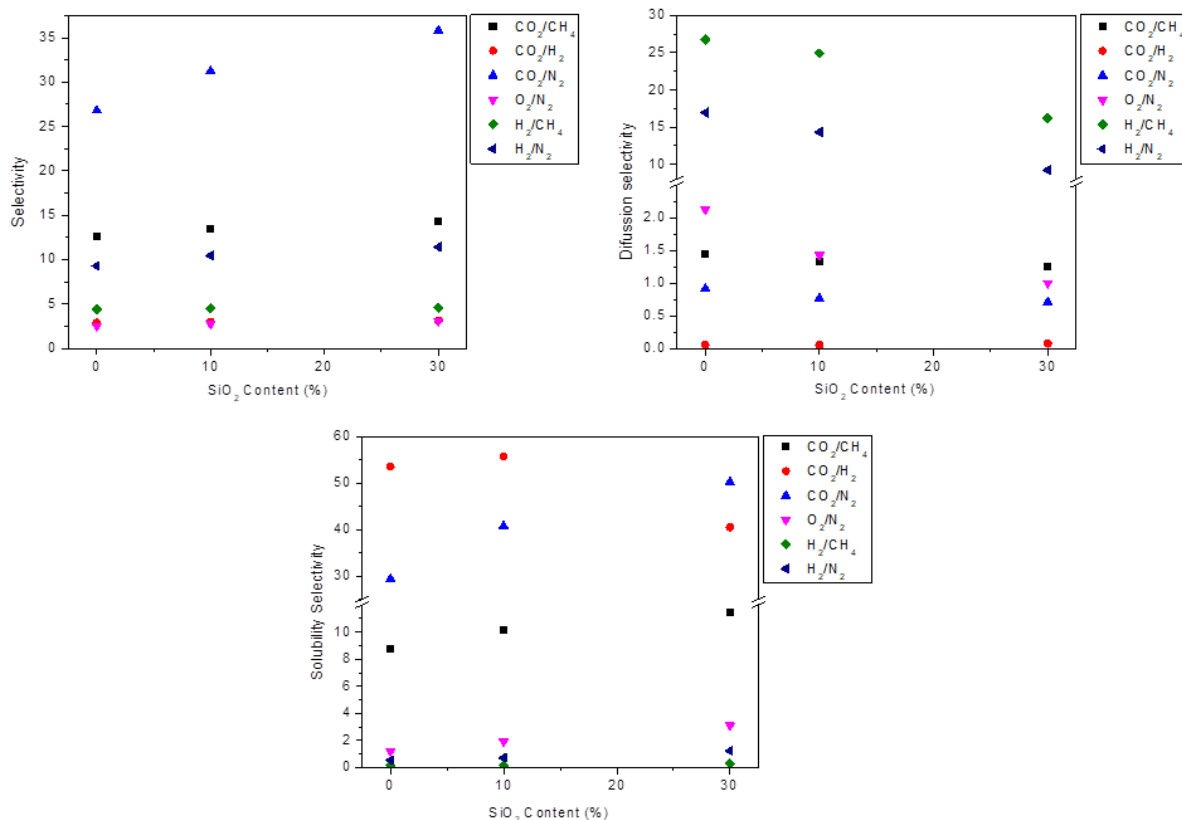 35
30
25
20
15
10
5
0
Selectivity
0 10 20 30
SiO₂ Content (%)
CO₂/CH₄
CO₂/H₂
CO₂/N₂
O₂/N₂
H₂/CH₄
H₂/N₂
30
25
20
15
10
2.0
1.5
1.0
0.5
0.0
Difussion selectivity
0 10 20 30
SiO₂ Content (%)
CO₂/CH₄
CO₂/H₂
CO₂/N₂
O₂/N₂
H₂/CH₄
H₂/N₂
60
50
40
30
10
8
6
4
2
0
Solubility Selectivity
0 10 20 30
SiO₂ Content (%)
CO₂/CH₄
CO₂/H₂
CO₂/N₂
O₂/N₂
H₂/CH₄
H₂/N₂